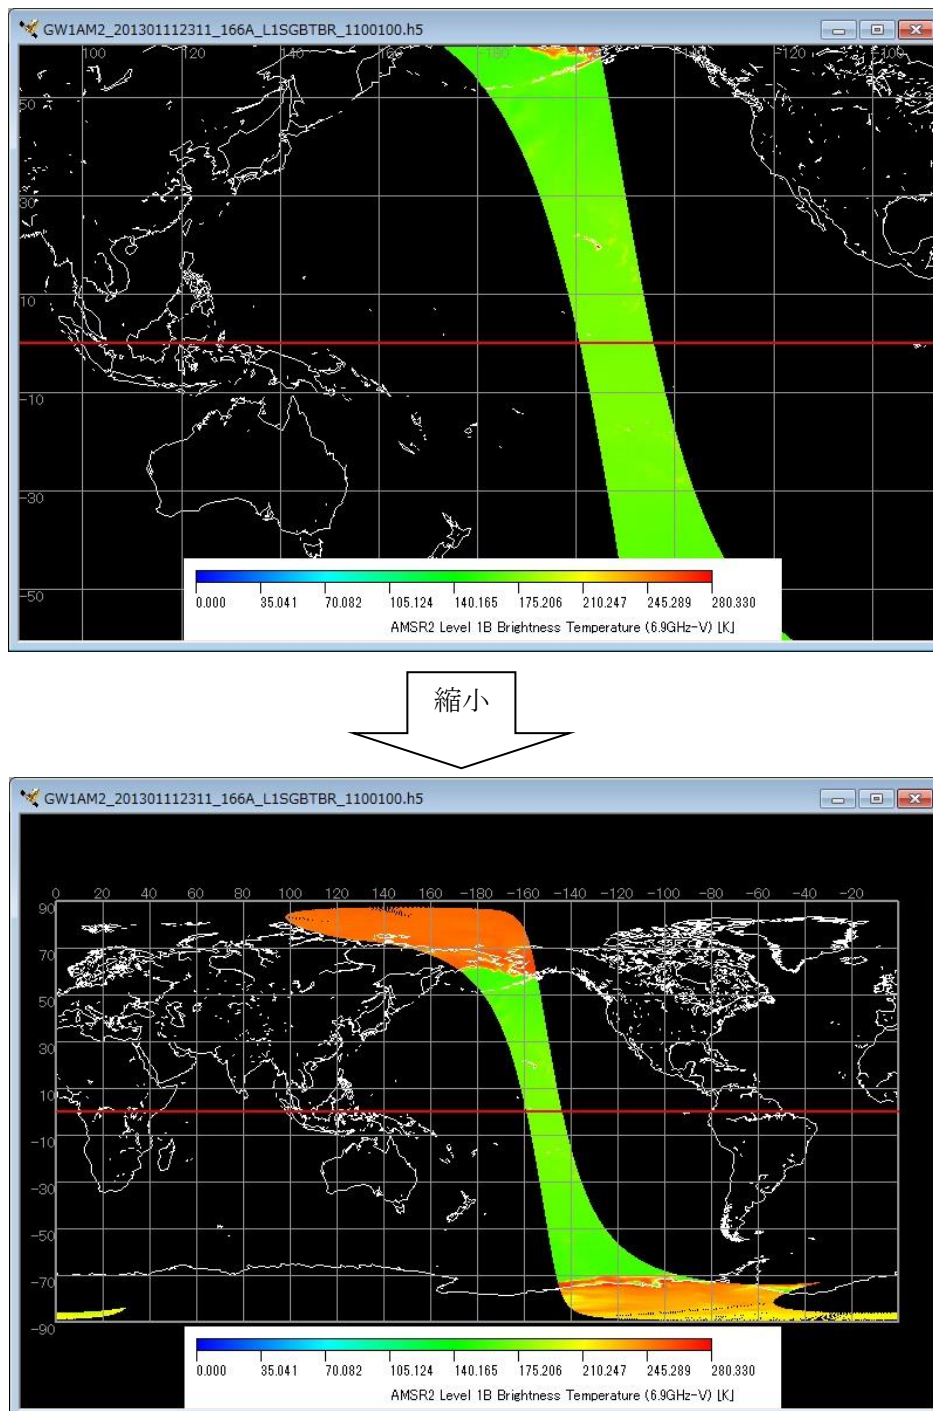 GW1AM2_201301112311_166A_L1SGBTBR_1100100.h5
100 120 140 160 -180 -160 -140 -120 -100
50
30
10
-10
-30
-50
0.000 35.041 70.082 105.124 140.165 175.206 210.247 245.289 280.330
AMSR2 Level 1B Brightness Temperature (6.9GHz-V) [K]
縮小
GW1AM2_201301112311_166A_L1SGBTBR_1100100.h5
0 20 40 60 80 100 120 140 160 -180 -160 -140 -120 -100 -80 -60 -40 -20
90
70
50
30
10
-10
-30
-50
-70
-90
0.000 35.041 70.082 105.124 140.165 175.206 210.247 245.289 280.330
AMSR2 Level 1B Brightness Temperature (6.9GHz-V) [K]